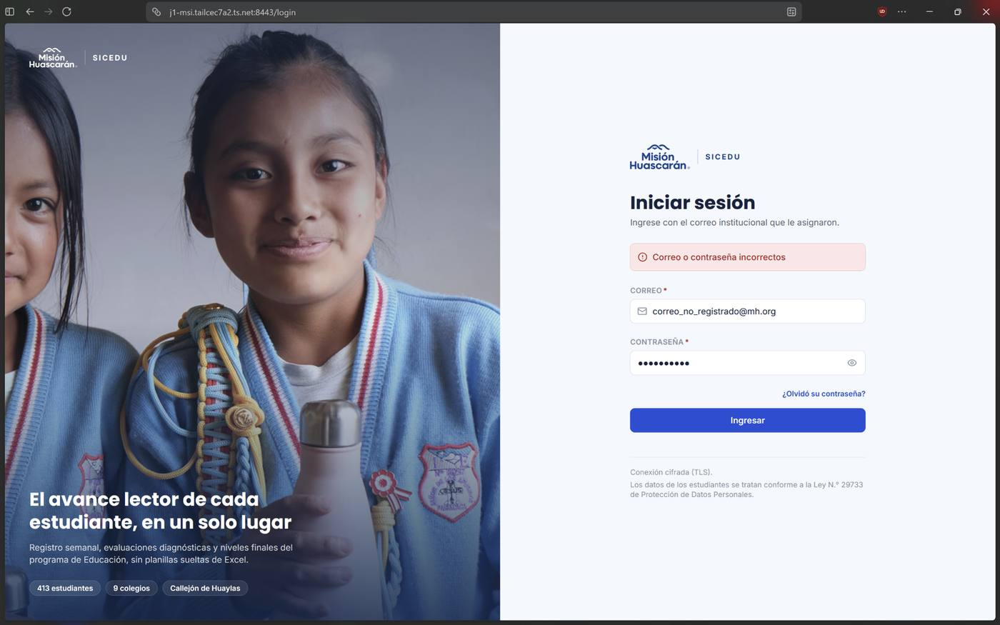 j1-msi.tailcec7a2.ts.net:8443/login
Misión
Huascarán
SICEDU
El avance lector de cada
estudiante, en un solo lugar
Registro semanal, evaluaciones diagnósticas y niveles finales del
programa de Educación, sin planillas sueltas de Excel.
413 estudiantes
9 colegios
Callejón de Huaylas
Misión
Huascarán
SICEDU
Iniciar sesión
Ingrese con el correo institucional que le asignaron.
Correo o contraseña incorrectos
CORREO *
correo_no_registrado@mh.org
CONTRASEÑA *
••••••••••
¿Olvidó su contraseña?
Ingresar
Conexión cifrada (TLS).
Los datos de los estudiantes se tratan conforme a la Ley N.° 29733
de Protección de Datos Personales.